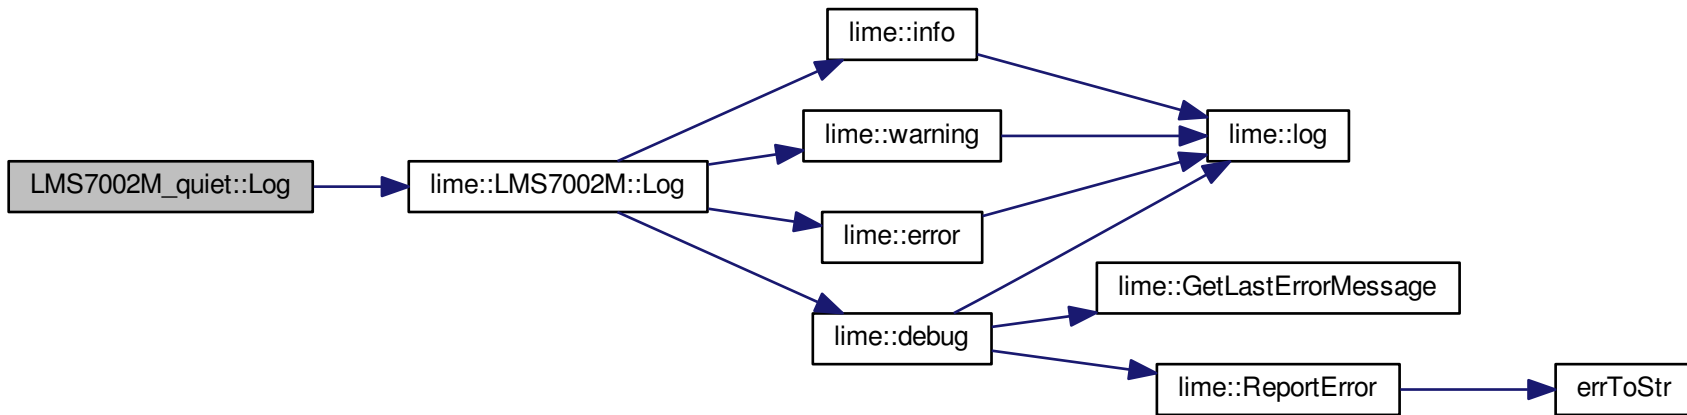 LMS7002M_quiet::Log
lime::LMS7002M::Log
lime::info
lime::warning
lime::error
lime::debug
lime::log
lime::GetLastErrorMessage
lime::ReportError
errToStr